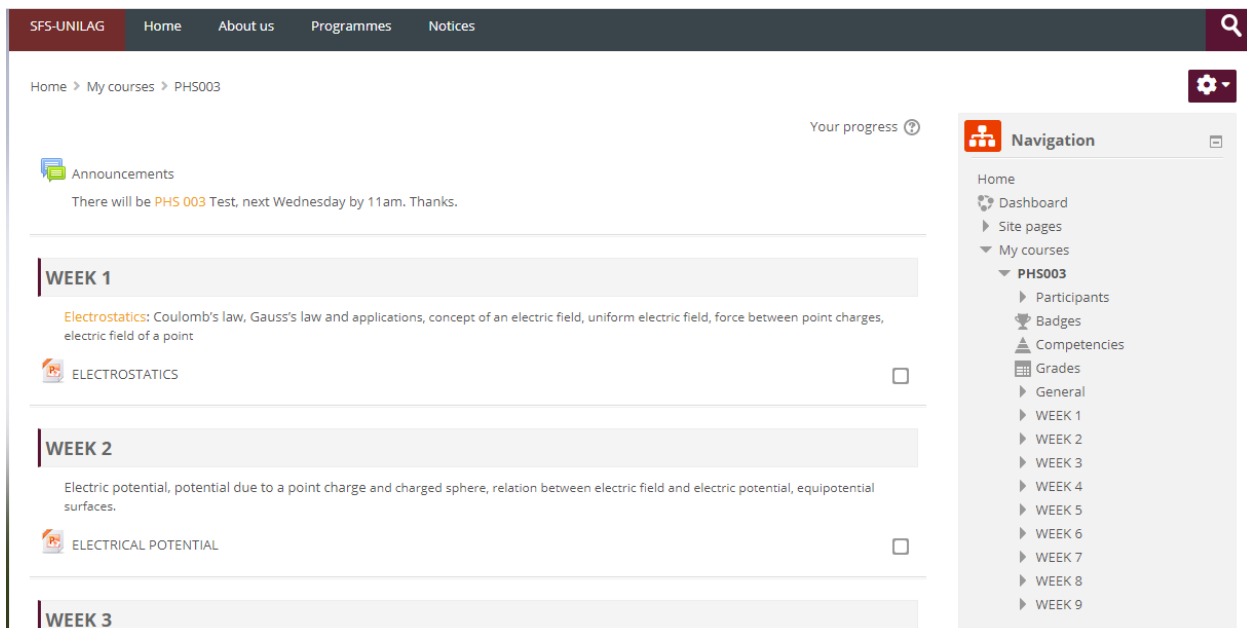 SFS-UNILAG Home About us Programmes Notices
Home > My courses > PHS003
Your progress
Announcements
There will be PHS 003 Test, next Wednesday by 11am. Thanks.
WEEK 1
Electrostatics: Coulomb's law, Gauss's law and applications, concept of an electric field, uniform electric field, force between point charges,
electric field of a point
ELECTROSTATICS
WEEK 2
Electric potential, potential due to a point charge and charged sphere, relation between electric field and electric potential, equipotential
surfaces.
ELECTRICAL POTENTIAL
WEEK 3
Navigation
Home
Dashboard
Site pages
My courses
PHS003
Participants
Badges
Competencies
Grades
General
WEEK 1
WEEK 2
WEEK 3
WEEK 4
WEEK 5
WEEK 6
WEEK 7
WEEK 8
WEEK 9